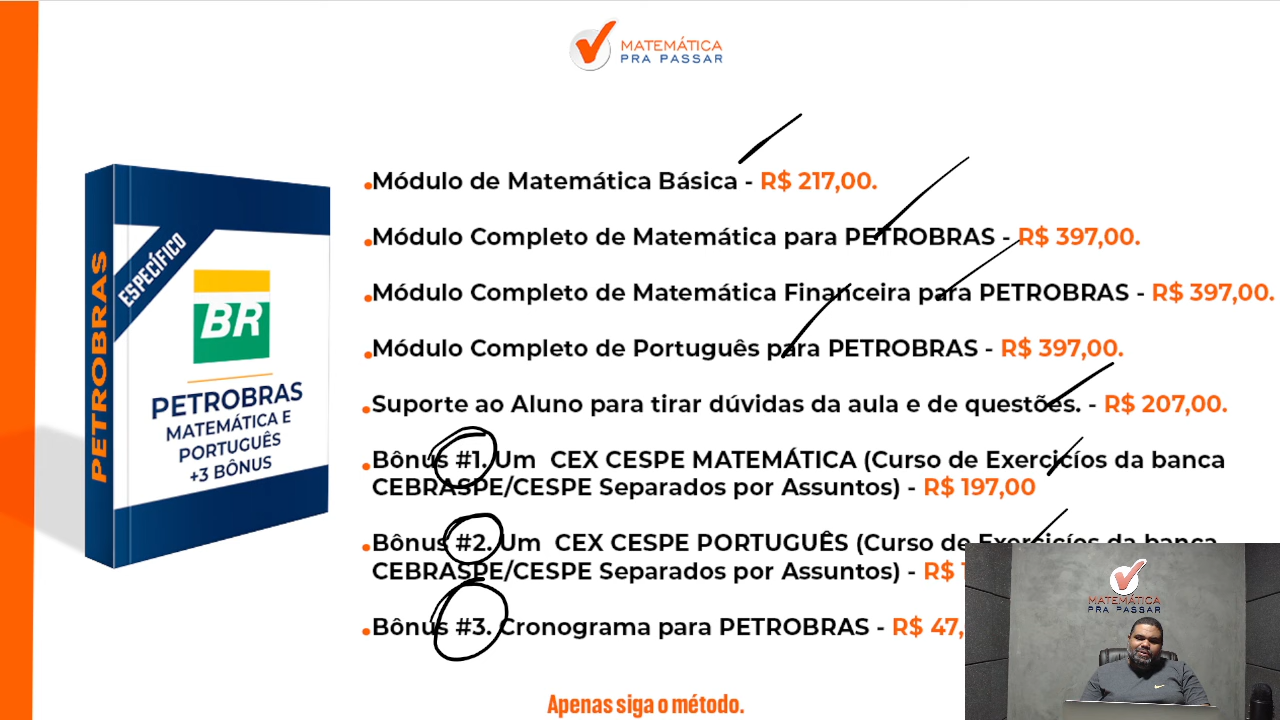 MATEMÁTICA
PRA PASSAR
•Módulo de Matemática Básica - R$ 217,00.
•Módulo Completo de Matemática para PETROBRAS - R$ 397,00.
•Módulo Completo de Matemática Financeira para PETROBRAS - R$ 397,00.
•Módulo Completo de Português para PETROBRAS - R$ 397,00.
•Suporte ao Aluno para tirar dúvidas da aula e de questões. - R$ 207,00.
•Bônus #1. Um CEX CESPE MATEMÁTICA (Curso de Exercicíos da banca
CEBRASPE/CESPE Separados por Assuntos) - R$ 197,00
•Bônus #2. Um CEX CESPE PORTUGUÊS (Curso de Exercicíos da banca
CEBRASPE/CESPE Separados por Assuntos) - R$
•Bônus #3. Cronograma para PETROBRAS - R$ 47,
Apenas siga o método.
PETROBRAS
ESPECÍFICO
BR
PETROBRAS
MATEMÁTICA E
PORTUGUÊS
+3 BÔNUS
MATEMÁTICA
PRA PASSAR